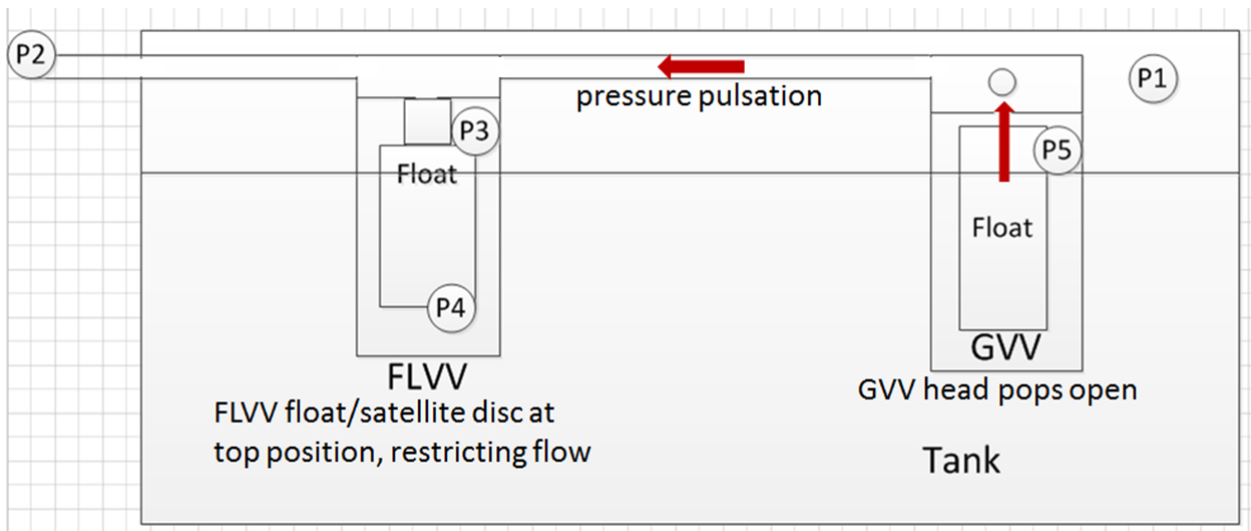 P2
P1
pressure pulsation
P3
P5
Float
Float
P4
GVV
FLVV
GVV head pops open
FLVV float/satellite disc at
top position, restricting flow
Tank